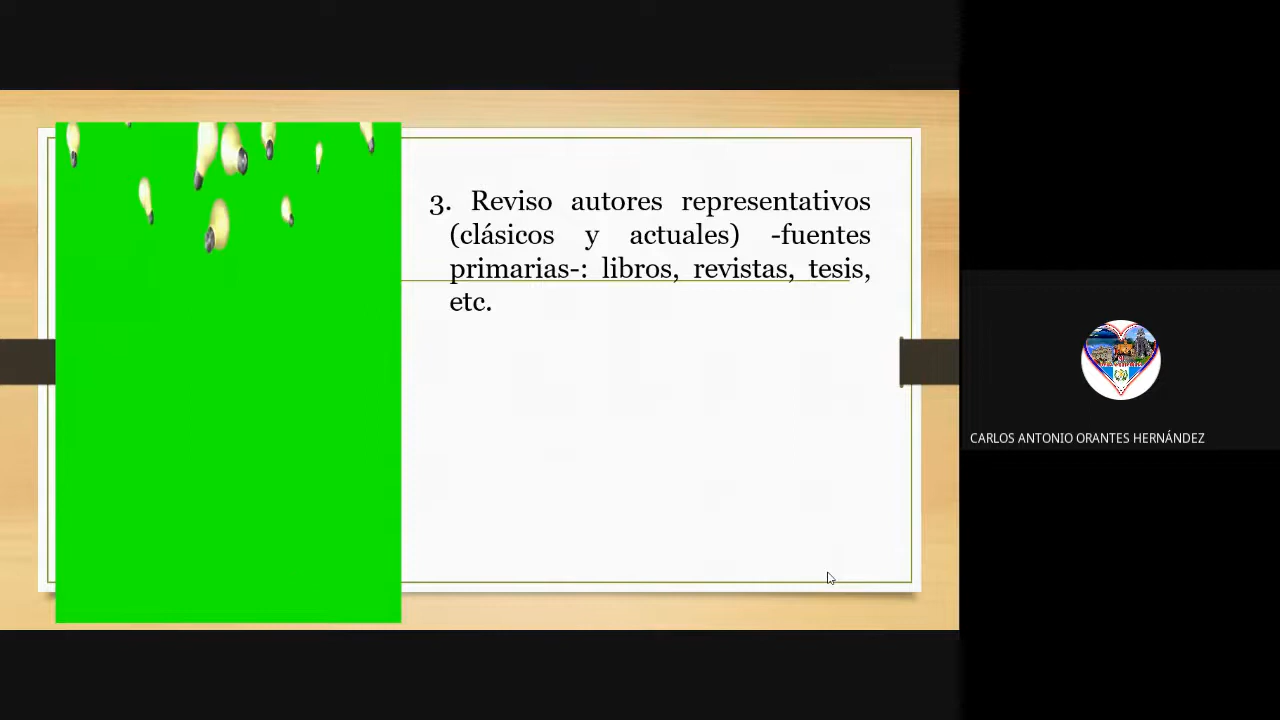 3. Reviso autores representativos
(clásicos y actuales) -fuentes
primarias-: libros, revistas, tesis,
etc.
CARLOS ANTONIO ORANTES HERNÁNDEZ